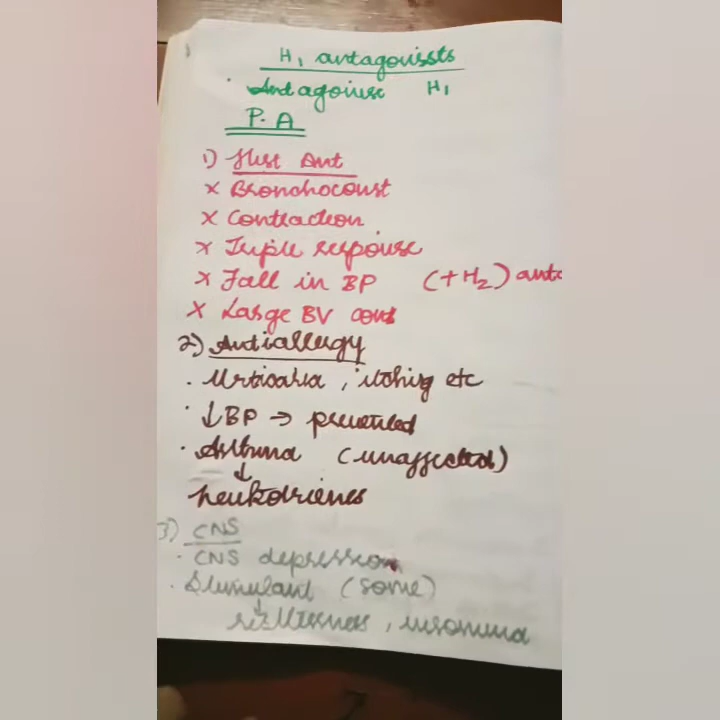 H1 antagonists
· Antagonise H1
P. A
1) Hist Ant
x Bronchoconst
x Contraction
x Triple response
x Fall in BP (+H2) anta
x Large BV const
2) Antiallergy
· Urticaria, itching etc
· ↓BP → prevented
· Asthma (unaffected)
↓
Leukotrienes
3) CNS
· CNS depression
· Stimulant (some)
↓
restlessness, insomnia